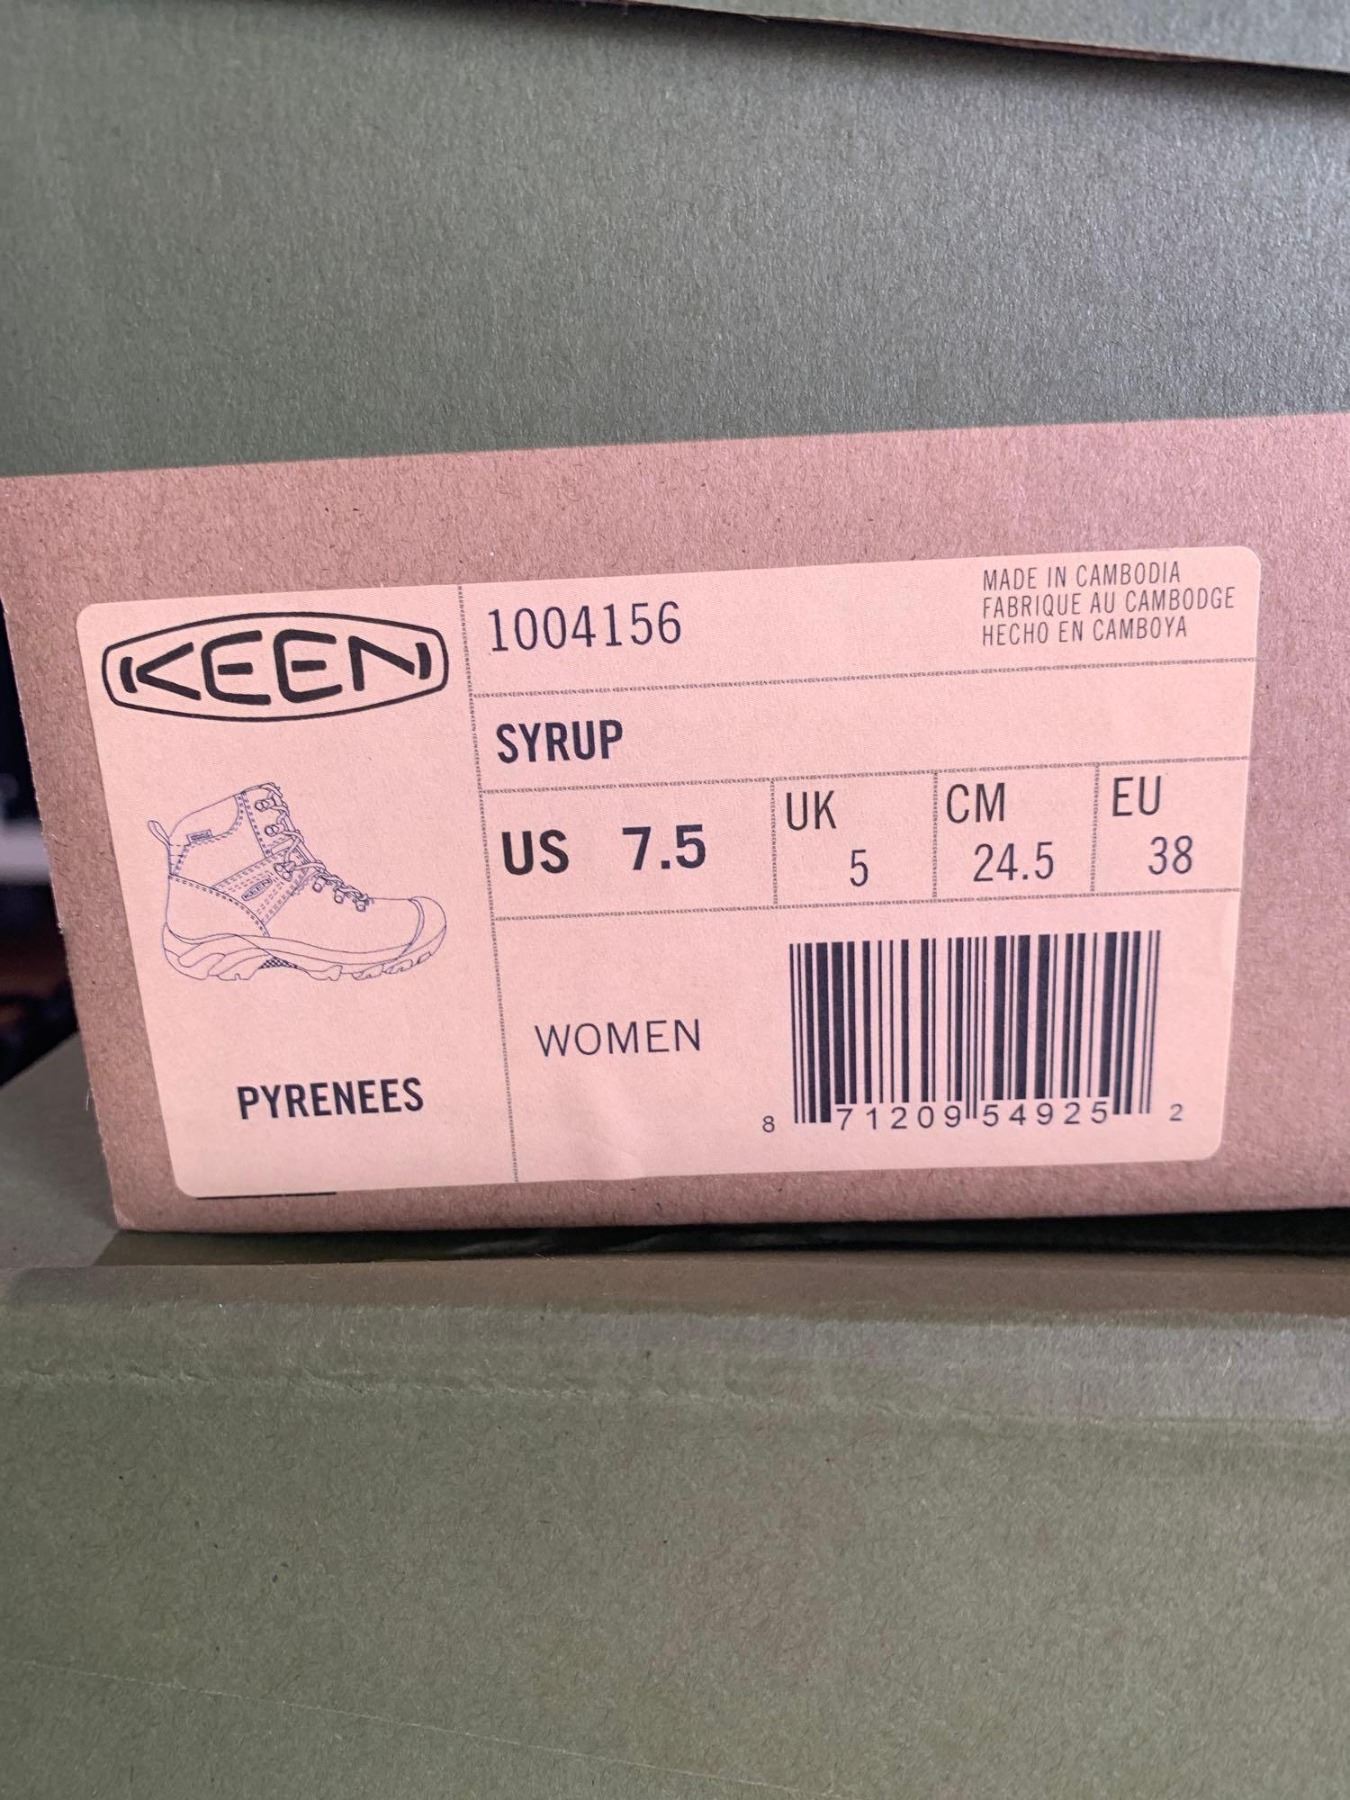 KEEN
1004156
MADE IN CAMBODIA
FABRIQUE AU CAMBODGE
HECHO EN CAMBOYA
SYRUP
US 7.5
UK
5
CM
24.5
EU
38
KEEN
PYRENEES
WOMEN
8 71209 54925 2